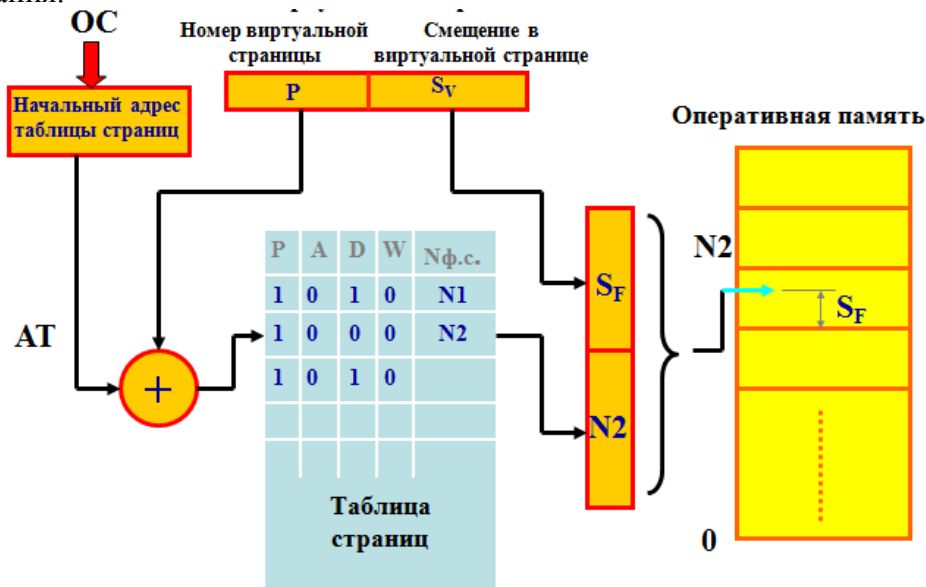 ОС
Номер виртуальной
страницы
Смещение в
виртуальной странице
Начальный адрес
таблицы страниц
P
SV
Оперативная память
P A D W Nф.с.
1 0 1 0 N1
1 0 0 0 N2
1 0 1 0
АТ
+
SF
N2
N2
SF
0
Таблица
страниц